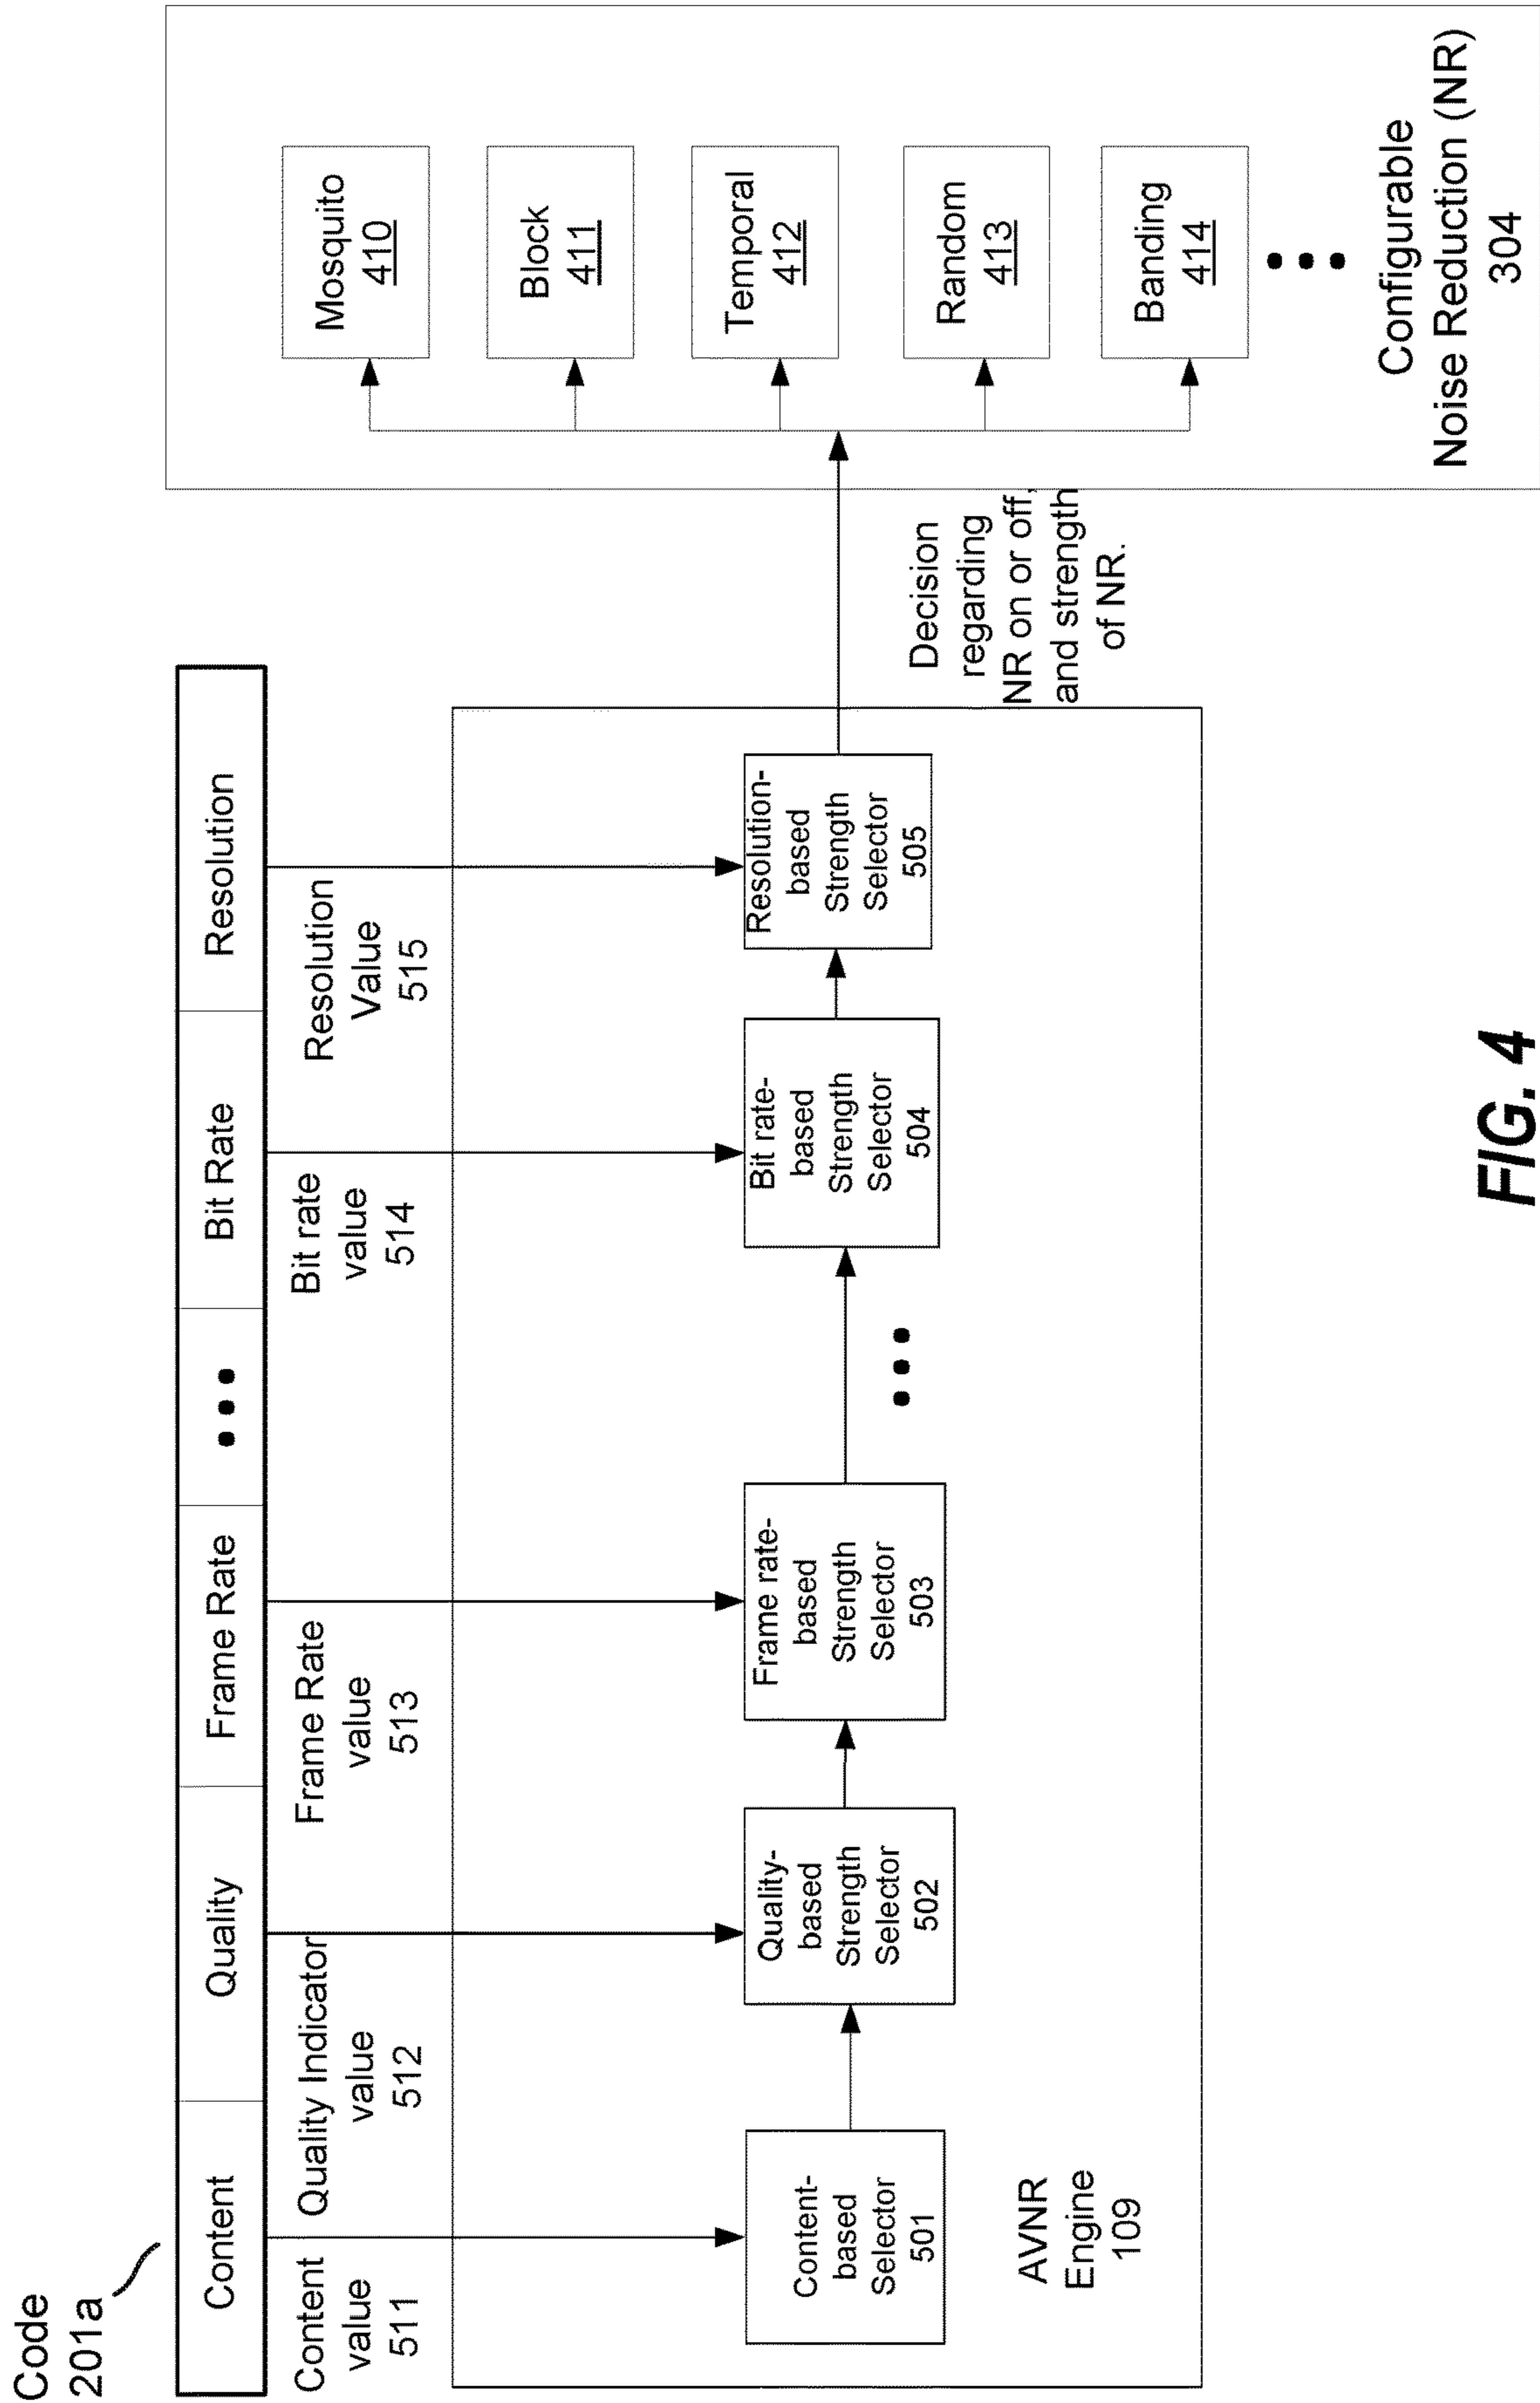 Code
201a
Content
Quality
Frame Rate
Bit Rate
Resolution
Content
value
511
Quality Indicator
value
512
Frame Rate
value
513
Bit rate
value
514
Resolution
Value
515
Content-
based
Selector
501
Quality-
based
Strength
Selector
502
Frame rate-
based
Strength
Selector
503
Bit rate-
based
Strength
Selector
504
Resolution-
based
Strength
Selector
505
AVNR
Engine
109
Decision
regarding
NR on or off,
and strength
of NR.
Mosquito
410
Block
411
Temporal
412
Random
413
Banding
414
Configurable
Noise Reduction (NR)
304
FIG. 4